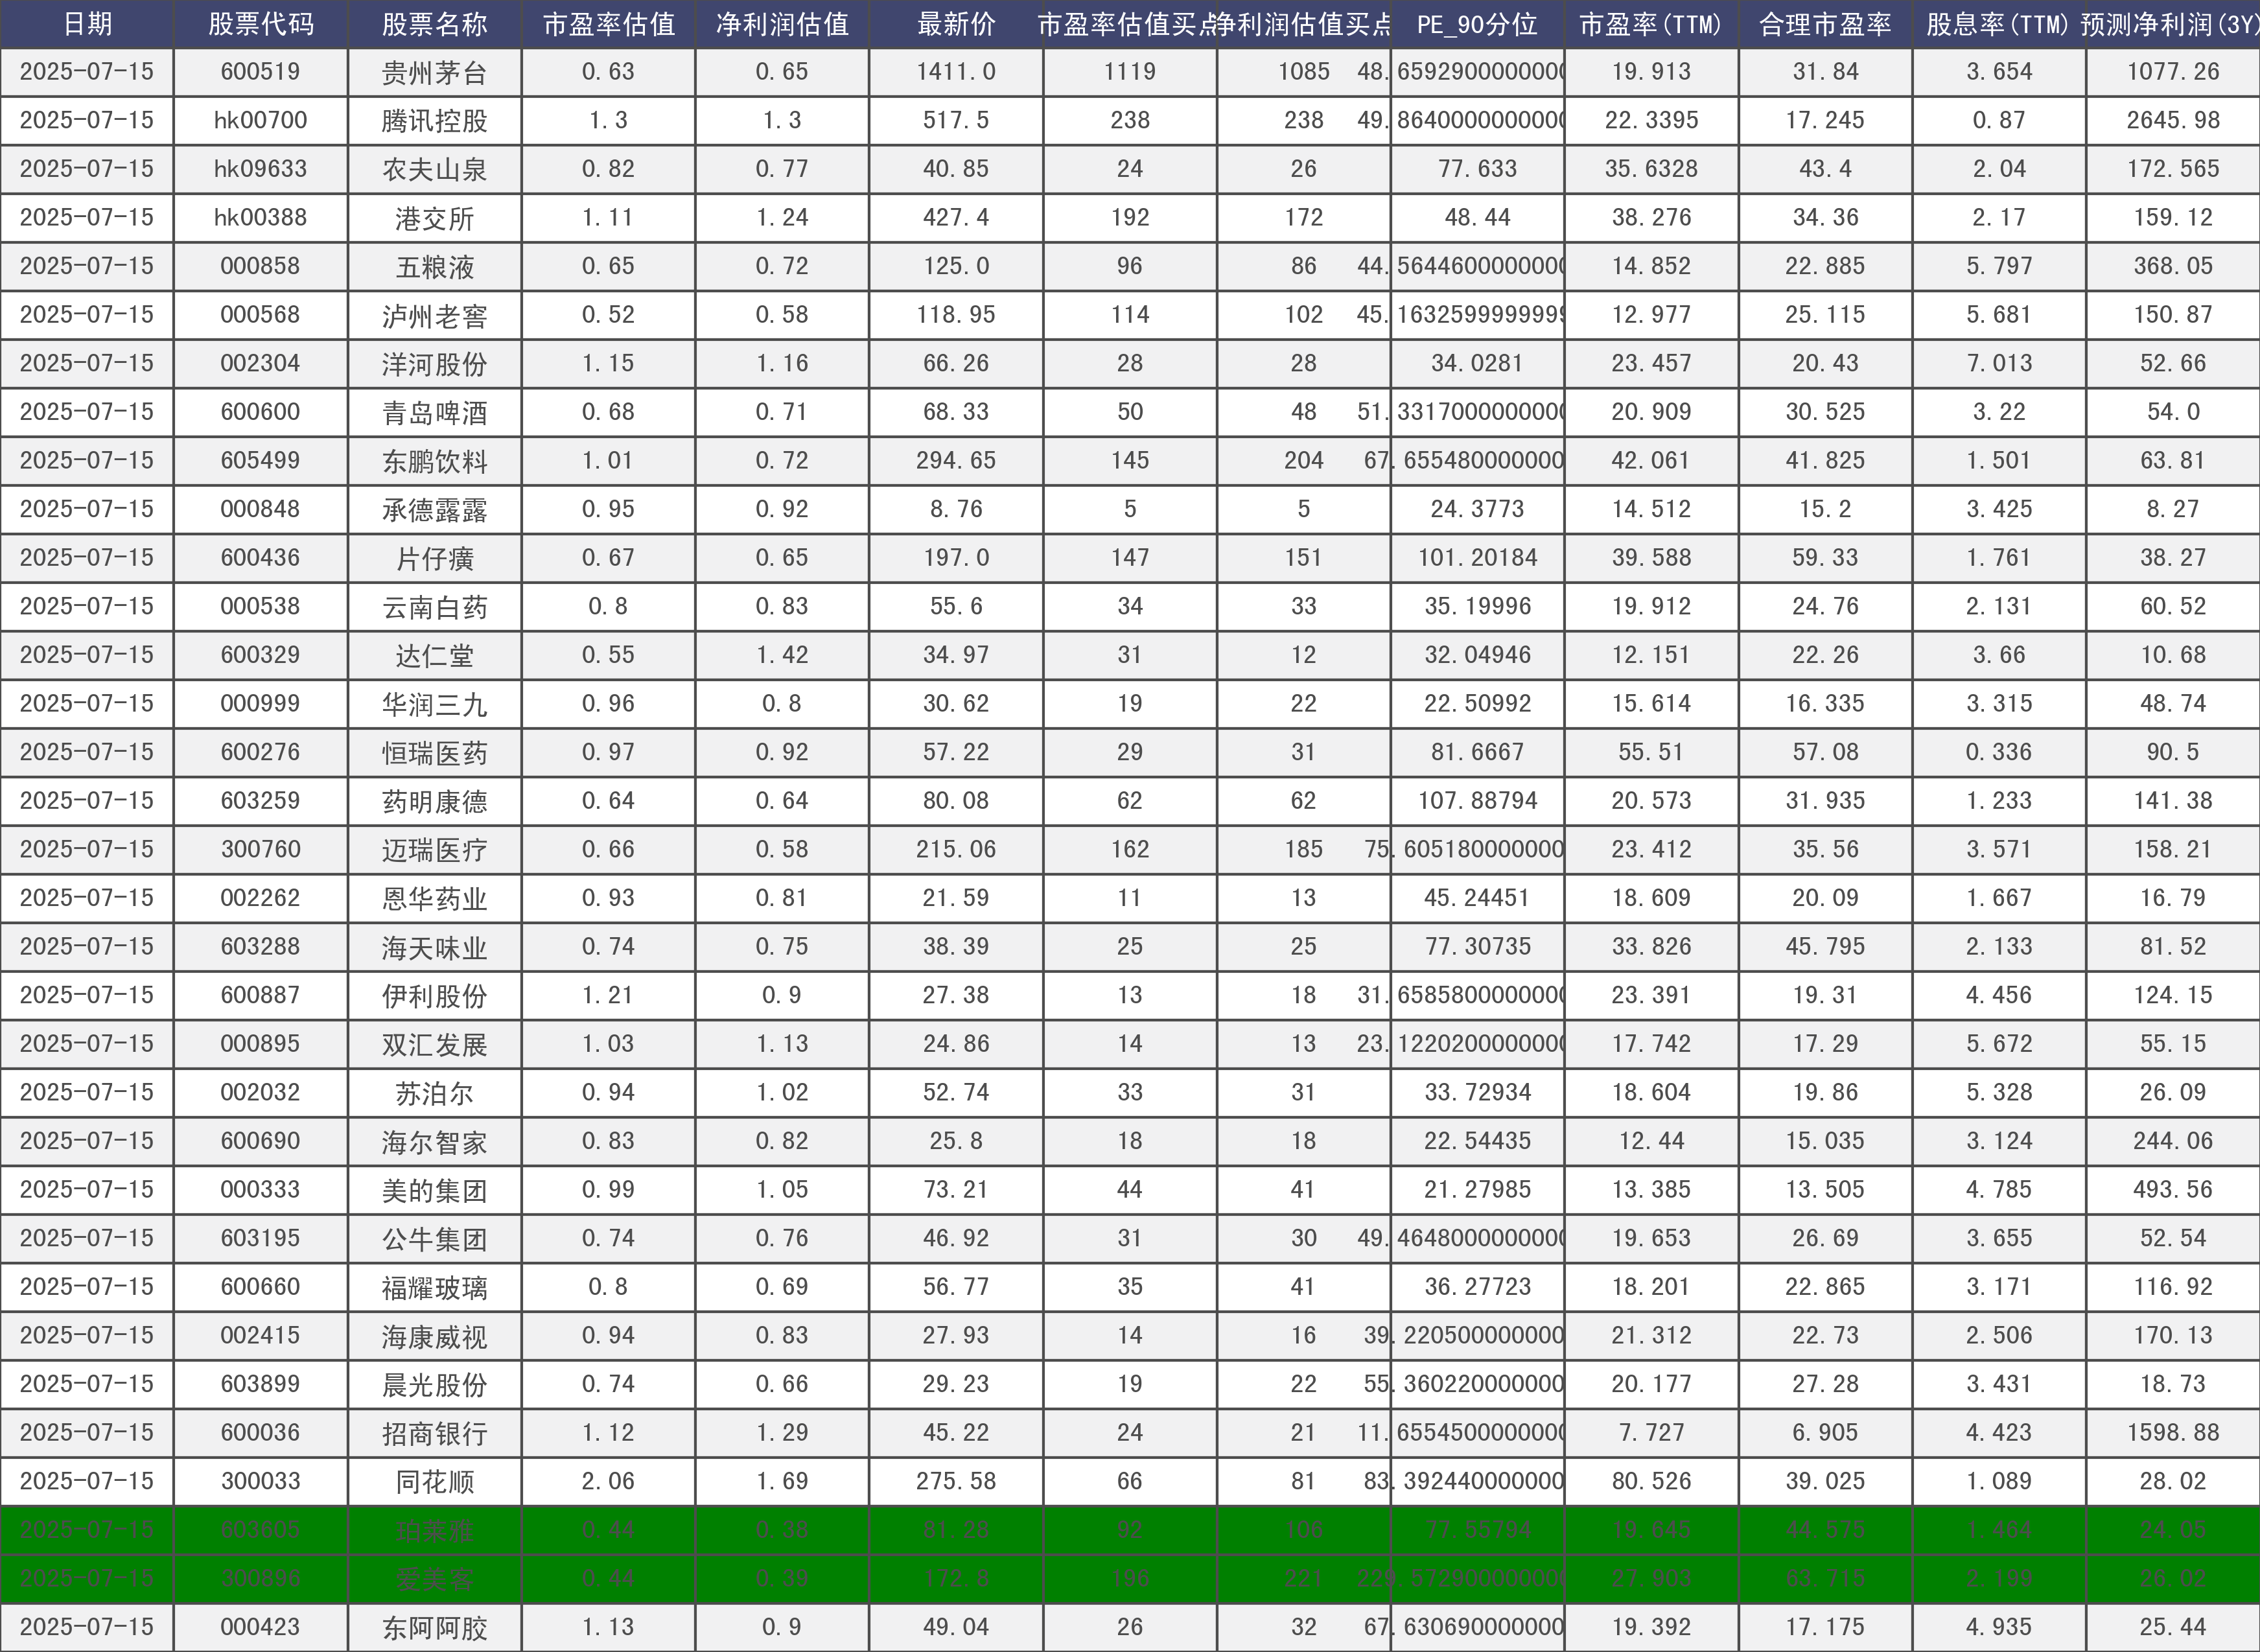 日期 股票代码 股票名称 市盈率估值 净利润估值 最新价 市盈率估值买点 净利润估值买点 PE_90分位 市盈率(TTM) 合理市盈率 股息率(TTM) 预测净利润(3Y)
2025-07-15 600519 贵州茅台 0.63 0.65 1411.0 1119 1085 48.6592900000000 19.913 31.84 3.654 1077.26
2025-07-15 hk00700 腾讯控股 1.3 1.3 517.5 238 238 49.8640000000000 22.3395 17.245 0.87 2645.98
2025-07-15 hk09633 农夫山泉 0.82 0.77 40.85 24 26 77.633 35.6328 43.4 2.04 172.565
2025-07-15 hk00388 港交所 1.11 1.24 427.4 192 172 48.44 38.276 34.36 2.17 159.12
2025-07-15 000858 五粮液 0.65 0.72 125.0 96 86 44.5644600000000 14.852 22.885 5.797 368.05
2025-07-15 000568 泸州老窖 0.52 0.58 118.95 114 102 45.1632599999999 12.977 25.115 5.681 150.87
2025-07-15 002304 洋河股份 1.15 1.16 66.26 28 28 34.0281 23.457 20.43 7.013 52.66
2025-07-15 600600 青岛啤酒 0.68 0.71 68.33 50 48 51.3317000000000 20.909 30.525 3.22 54.0
2025-07-15 605499 东鹏饮料 1.01 0.72 294.65 145 204 67.655480000000 42.061 41.825 1.501 63.81
2025-07-15 000848 承德露露 0.95 0.92 8.76 5 5 24.3773 14.512 15.2 3.425 8.27
2025-07-15 600436 片仔癀 0.67 0.65 197.0 147 151 101.20184 39.588 59.33 1.761 38.27
2025-07-15 000538 云南白药 0.8 0.83 55.6 34 33 35.19996 19.912 24.76 2.131 60.52
2025-07-15 600329 达仁堂 0.55 1.42 34.97 31 12 32.04946 12.151 22.26 3.66 10.68
2025-07-15 000999 华润三九 0.96 0.8 30.62 19 22 22.50992 15.614 16.335 3.315 48.74
2025-07-15 600276 恒瑞医药 0.97 0.92 57.22 29 31 81.6667 55.51 57.08 0.336 90.5
2025-07-15 603259 药明康德 0.64 0.64 80.08 62 62 107.88794 20.573 31.935 1.233 141.38
2025-07-15 300760 迈瑞医疗 0.66 0.58 215.06 162 185 75.605180000000 23.412 35.56 3.571 158.21
2025-07-15 002262 恩华药业 0.93 0.81 21.59 11 13 45.24451 18.609 20.09 1.667 16.79
2025-07-15 603288 海天味业 0.74 0.75 38.39 25 25 77.30735 33.826 45.795 2.133 81.52
2025-07-15 600887 伊利股份 1.21 0.9 27.38 13 18 31.6585800000000 23.391 19.31 4.456 124.15
2025-07-15 000895 双汇发展 1.03 1.13 24.86 14 13 23.1220200000000 17.742 17.29 5.672 55.15
2025-07-15 002032 苏泊尔 0.94 1.02 52.74 33 31 33.72934 18.604 19.86 5.328 26.09
2025-07-15 600690 海尔智家 0.83 0.82 25.8 18 18 22.54435 12.44 15.035 3.124 244.06
2025-07-15 000333 美的集团 0.99 1.05 73.21 44 41 21.27985 13.385 13.505 4.785 493.56
2025-07-15 603195 公牛集团 0.74 0.76 46.92 31 30 49.4648000000000 19.653 26.69 3.655 52.54
2025-07-15 600660 福耀玻璃 0.8 0.69 56.77 35 41 36.27723 18.201 22.865 3.171 116.92
2025-07-15 002415 海康威视 0.94 0.83 27.93 14 16 39.220500000000 21.312 22.73 2.506 170.13
2025-07-15 603899 晨光股份 0.74 0.66 29.23 19 22 55.360220000000 20.177 27.28 3.431 18.73
2025-07-15 600036 招商银行 1.12 1.29 45.22 24 21 11.6554500000000 7.727 6.905 4.423 1598.88
2025-07-15 300033 同花顺 2.06 1.69 275.58 66 81 83.392440000000 80.526 39.025 1.089 28.02
2025-07-15 603605 珀莱雅 0.44 0.38 81.28 92 106 77.55794 19.645 44.575 1.464 24.05
2025-07-15 300896 爱美客 0.44 0.39 172.8 196 221 229.5729000000000 27.903 63.715 2.199 26.02
2025-07-15 000423 东阿阿胶 1.13 0.9 49.04 26 32 67.630690000000 19.392 17.175 4.935 25.44